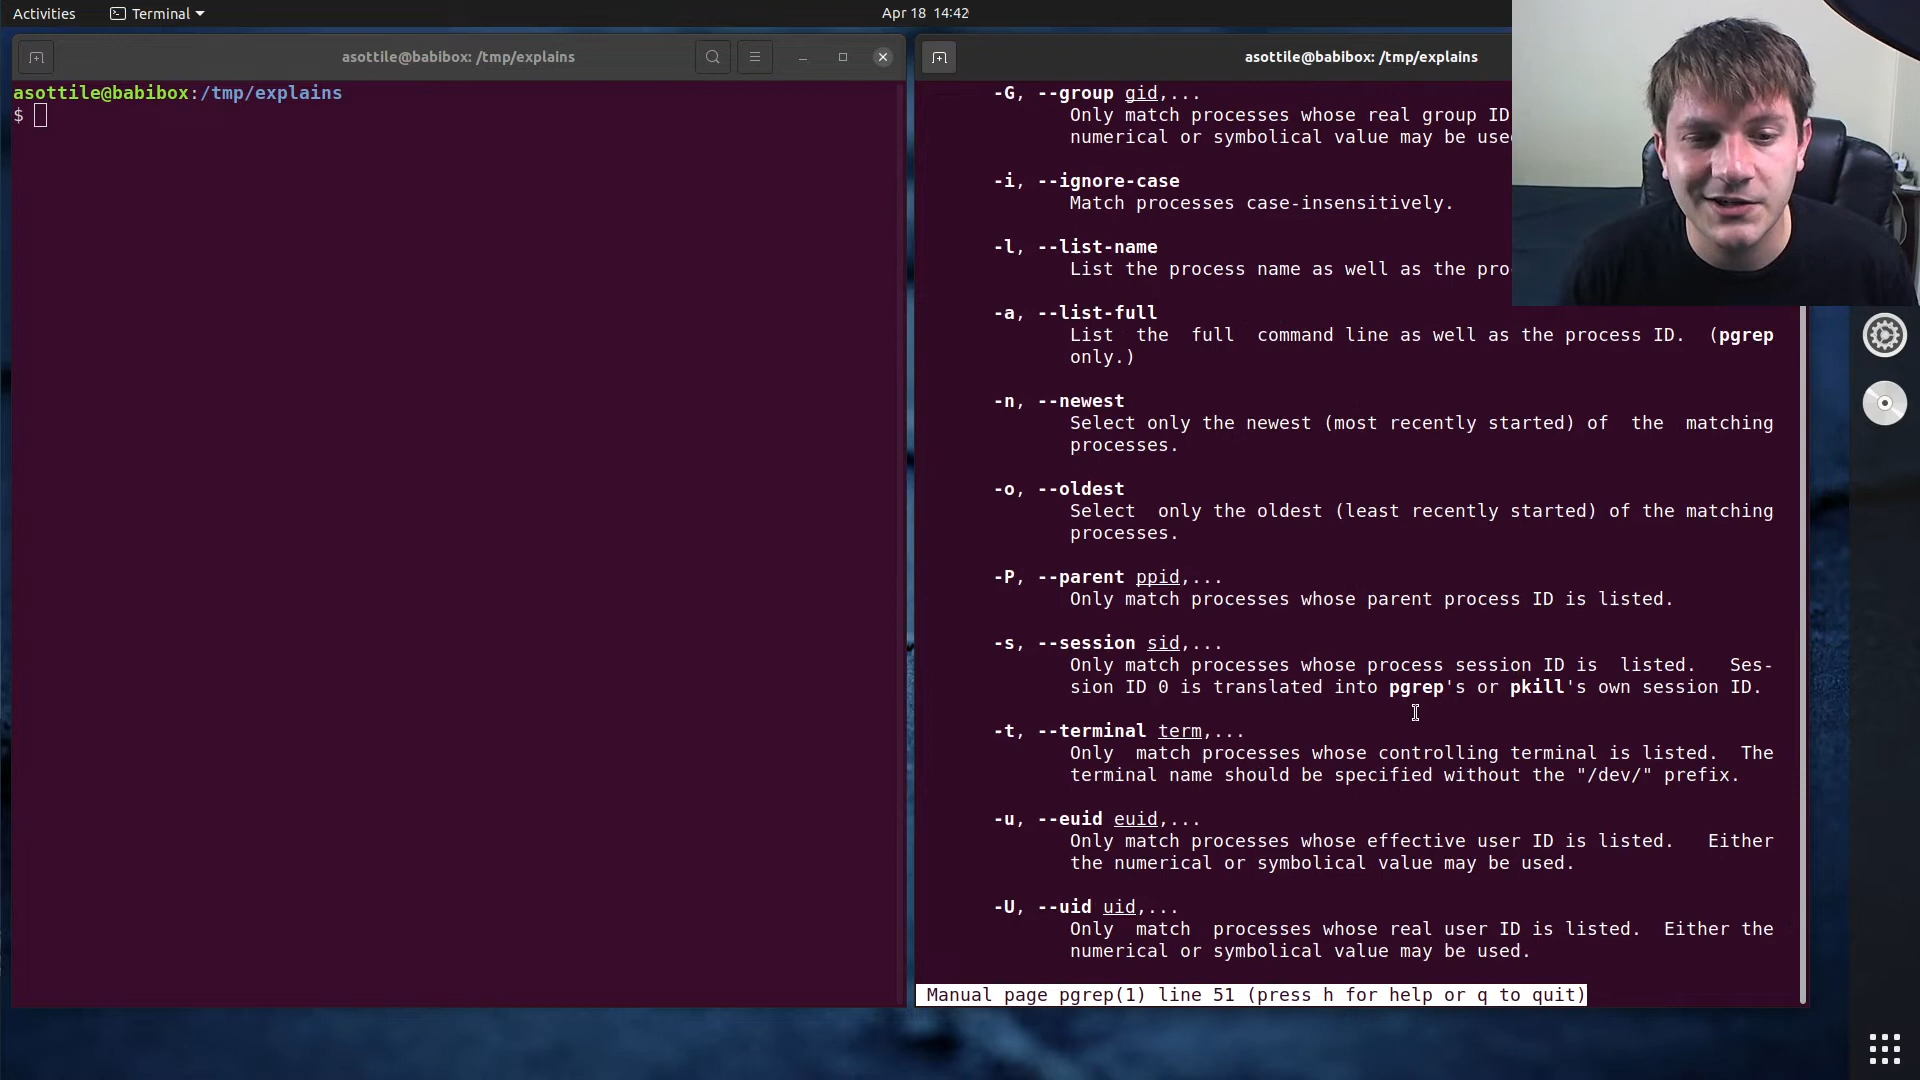 Activities
Terminal
Apr 18 14:42
asottile@babibox: /tmp/explains
asottile@babibox:/tmp/explains
$
asottile@babibox: /tmp/explains
-G, --group gid,...
Only match processes whose real group ID
numerical or symbolical value may be
-i, --ignore-case
Match processes case-insensitively.
-l, --list-name
List the process name as well as the
-a, --list-full
List the full command line as well as the process ID. (pgrep
only.)
-n, --newest
Select only the newest (most recently started) of the matching
processes.
-o, --oldest
Select only the oldest (least recently started) of the matching
processes.
-P, --parent ppid,...
Only match processes whose parent process ID is listed.
-s, --session sid,...
Only match processes whose process session ID is listed. Ses-
sion ID 0 is translated into pgrep's or pkill's own session ID.
-t, --terminal term,...
Only match processes whose controlling terminal is listed. The
terminal name should be specified without the "/dev/" prefix.
-u, --euid euid,...
Only match processes whose effective user ID is listed. Either
the numerical or symbolical value may be used.
-U, --uid uid,...
Only match processes whose real user ID is listed. Either the
numerical or symbolical value may be used.
Manual page pgrep(1) line 51 (press h for help or q to quit)